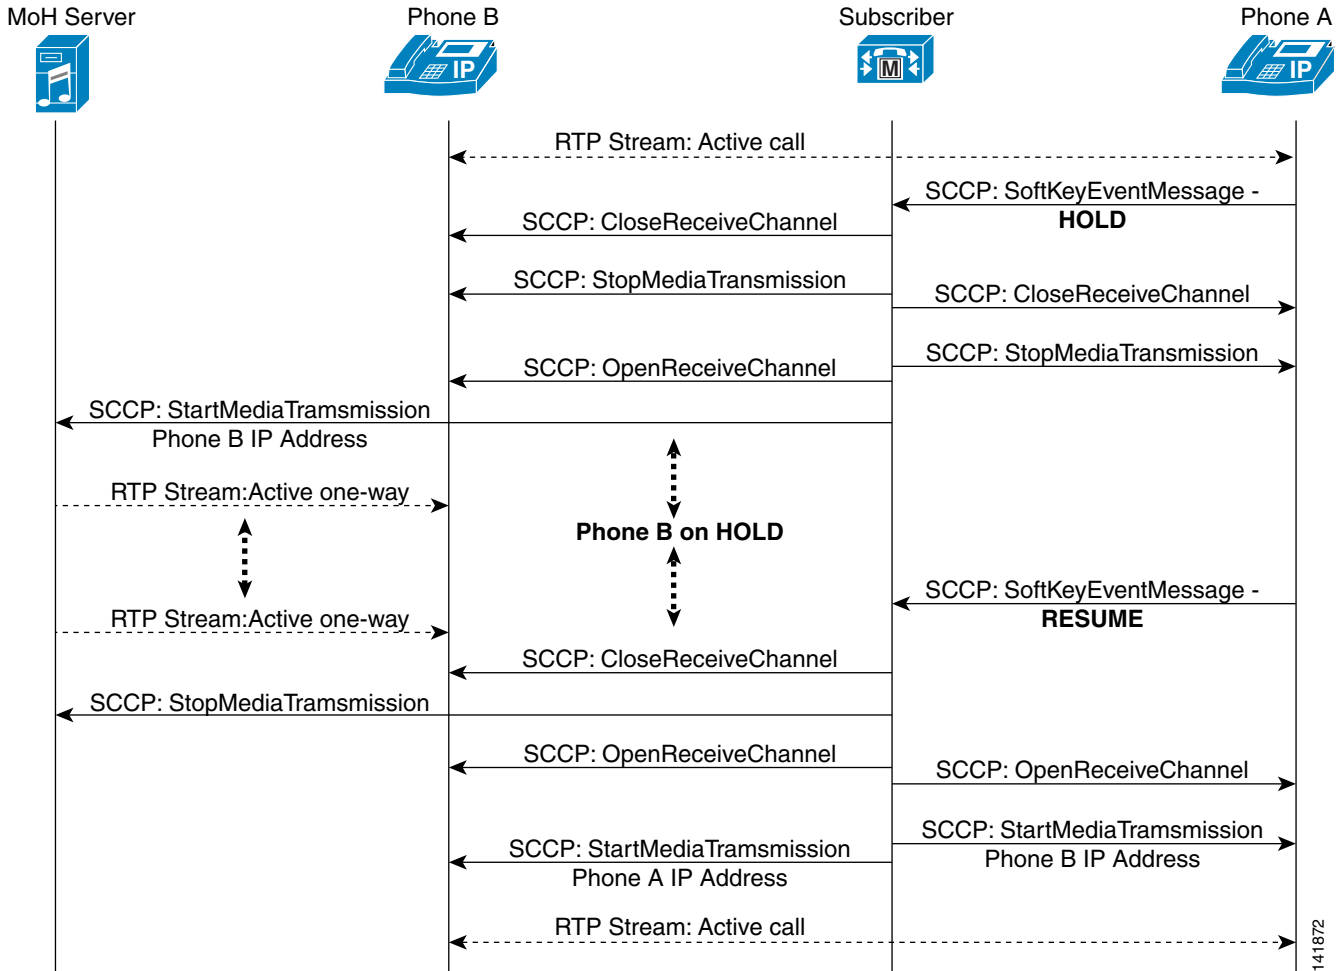 MoH Server
Phone B
Subscriber
Phone A
IP
M
IP
RTP Stream: Active call
SCCP: SoftKeyEventMessage -
HOLD
SCCP: CloseReceiveChannel
SCCP: StopMediaTransmission
SCCP: CloseReceiveChannel
SCCP: StopMediaTransmission
SCCP: OpenReceiveChannel
SCCP: StartMediaTramsmission
Phone B IP Address
RTP Stream:Active one-way
Phone B on HOLD
SCCP: SoftKeyEventMessage -
RESUME
RTP Stream:Active one-way
SCCP: CloseReceiveChannel
SCCP: StopMediaTramsmission
SCCP: OpenReceiveChannel
SCCP: OpenReceiveChannel
SCCP: StartMediaTramsmission
Phone B IP Address
SCCP: StartMediaTramsmission
Phone A IP Address
RTP Stream: Active call
141872